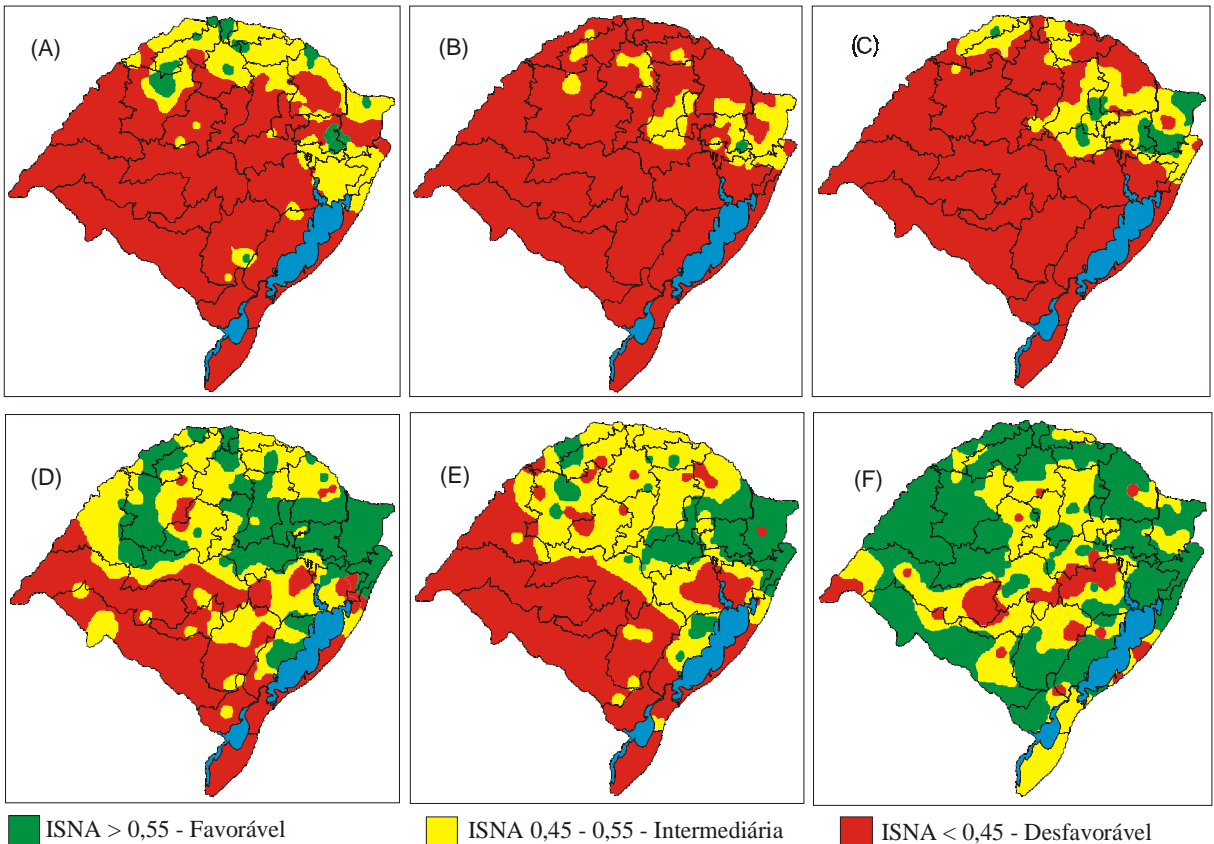 (A)
(B)
(C)
(D)
(E)
(F)
ISNA > 0,55 - Favorável
ISNA 0,45 - 0,55 - Intermediária
ISNA < 0,45 - Desfavorável